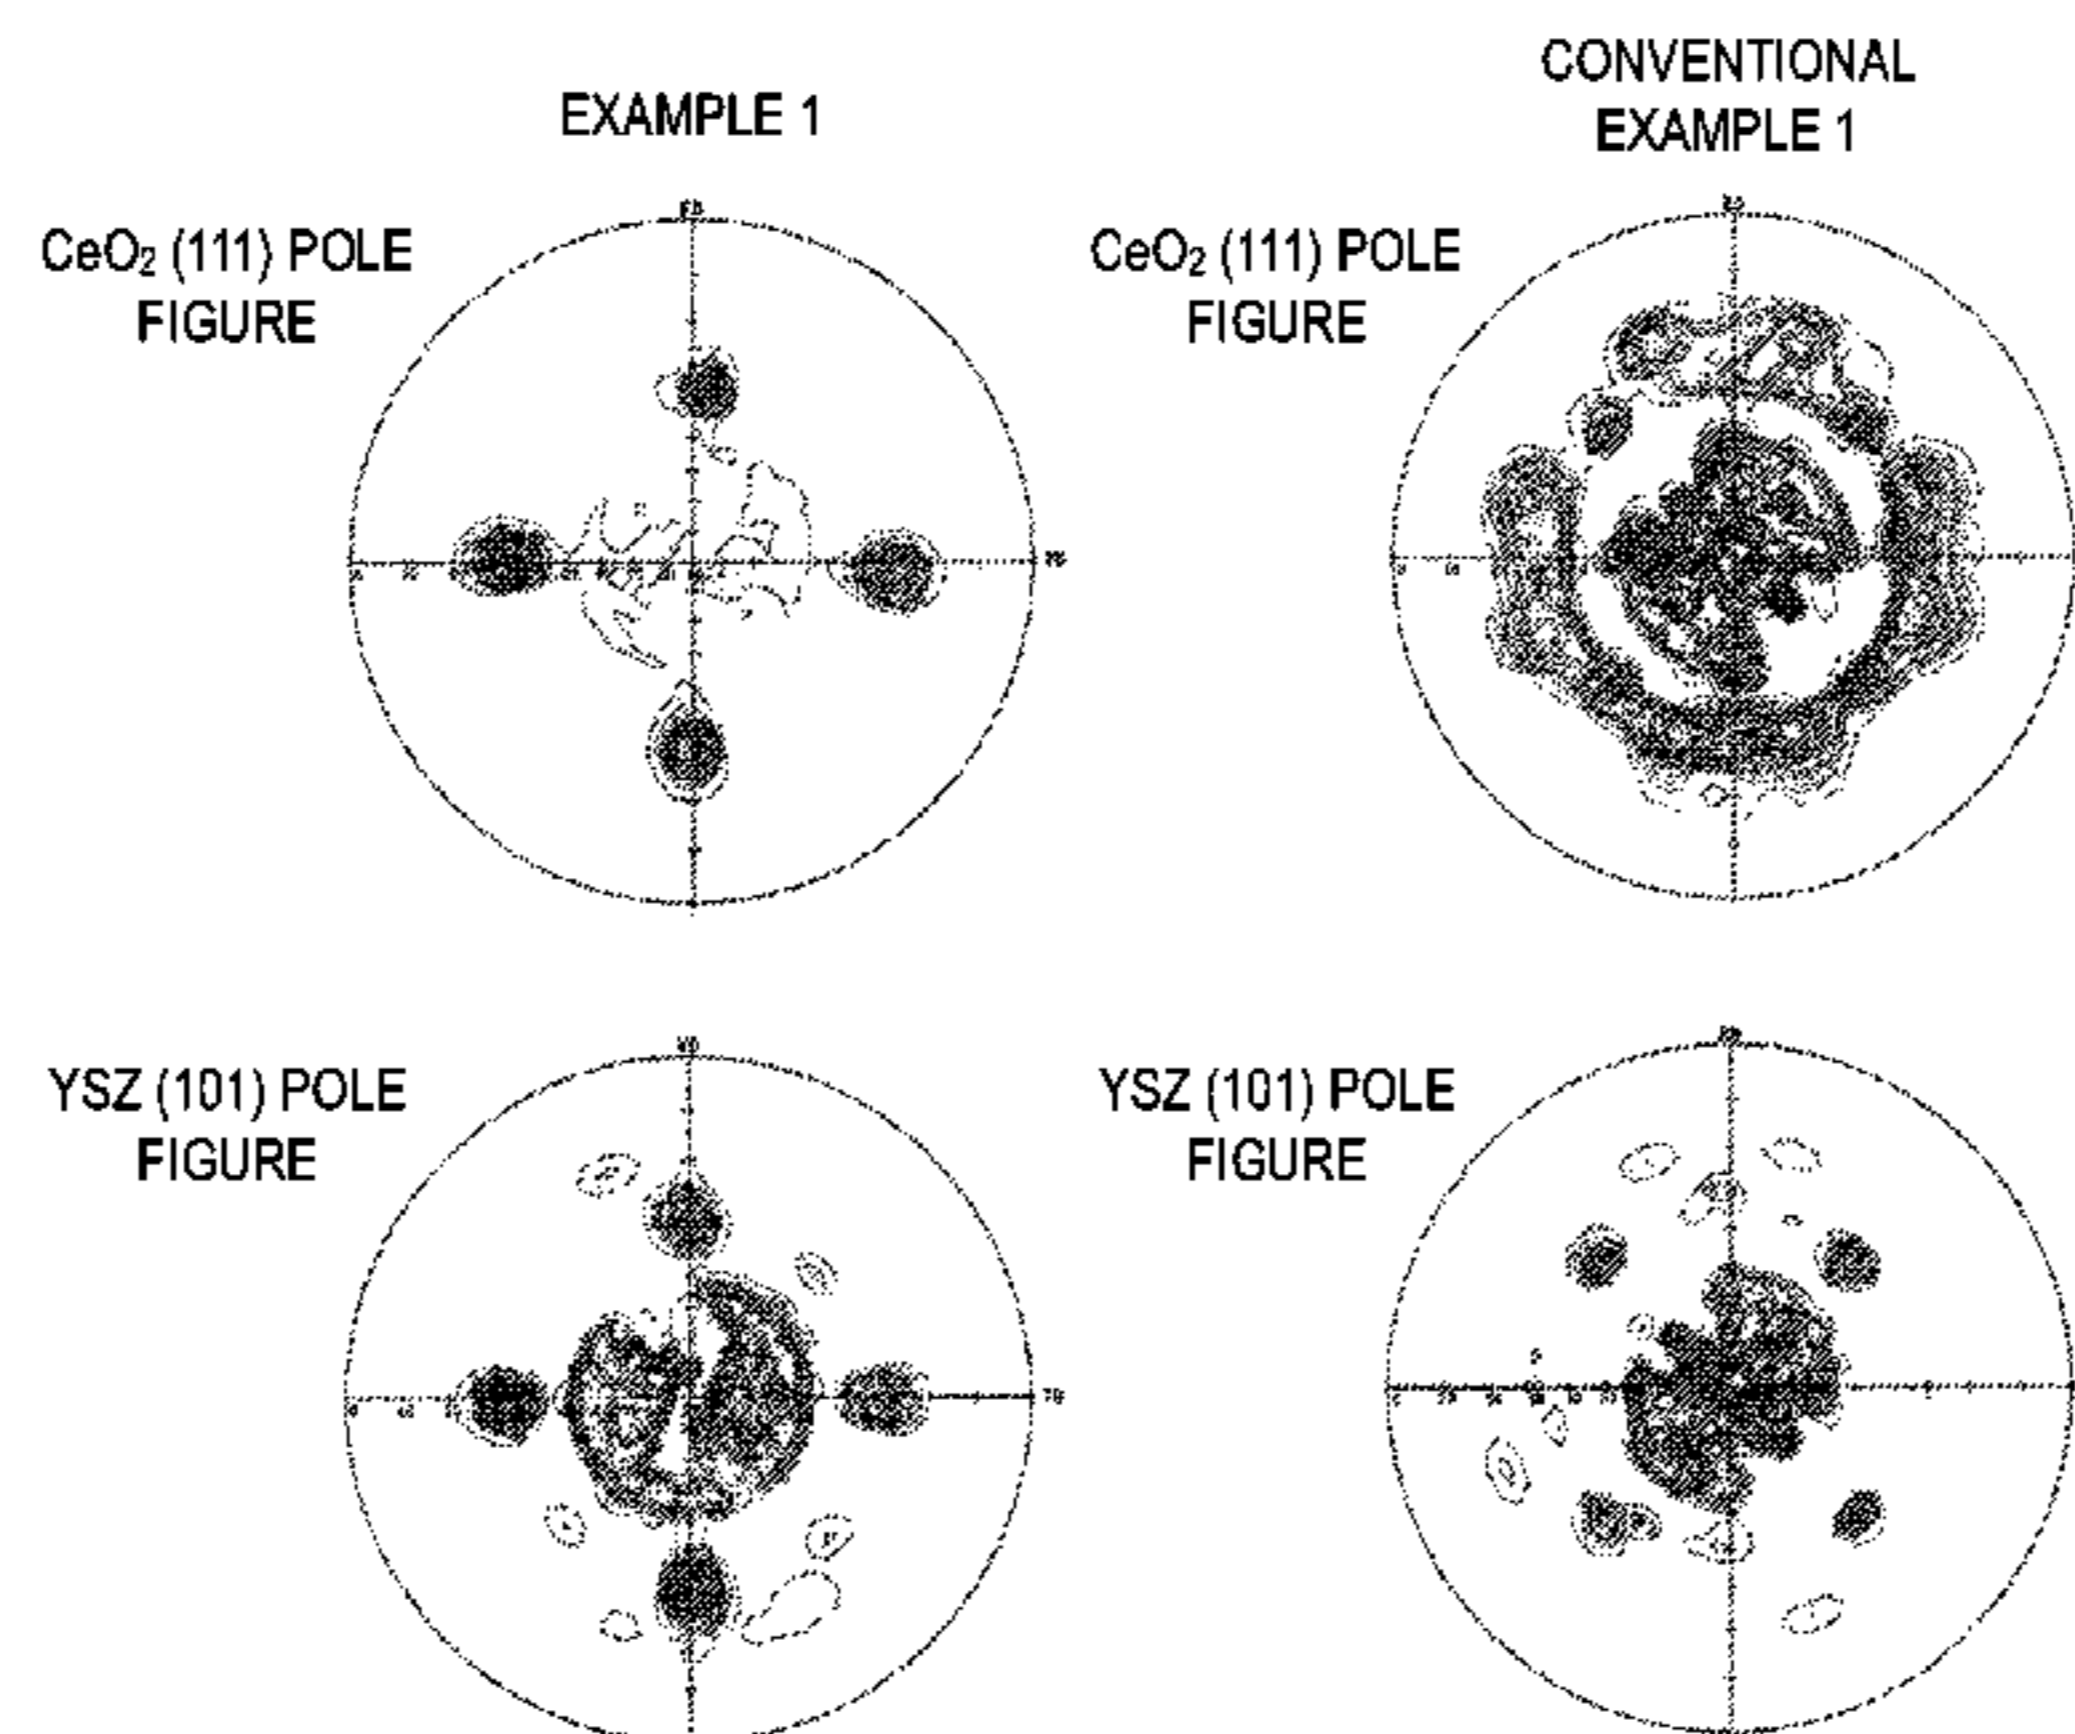 EXAMPLE 1
CONVENTIONAL
EXAMPLE 1
CeO₂ (111) POLE
FIGURE
CeO₂ (111) POLE
FIGURE
YSZ (101) POLE
FIGURE
YSZ (101) POLE
FIGURE